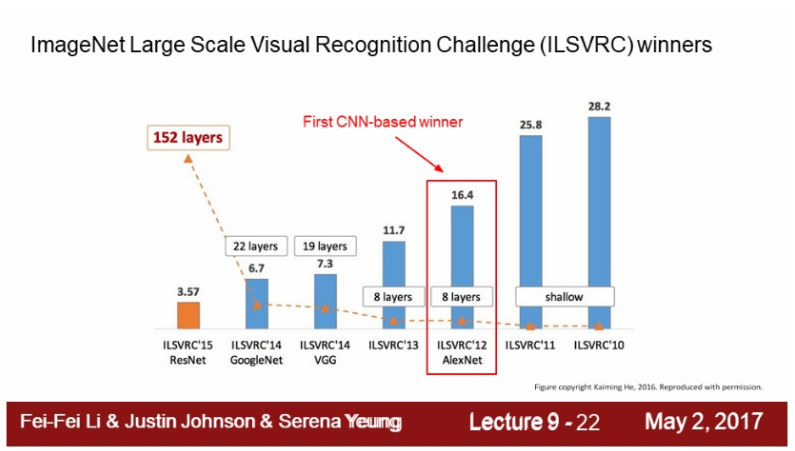 ImageNet Large Scale Visual Recognition Challenge (ILSVRC) winners
First CNN-based winner
152 layers
28.2
25.8
16.4
11.7
22 layers
19 layers
6.7
7.3
3.57
8 layers
8 layers
shallow
ILSVRC'15
ResNet
ILSVRC'14
GoogleNet
ILSVRC'14
VGG
ILSVRC'13
ILSVRC'12
AlexNet
ILSVRC'11
ILSVRC'10
Figure copyright Kaiming He, 2016. Reproduced with permission.
Fei-Fei Li & Justin Johnson & Serena Yeung
Lecture 9 - 22
May 2, 2017